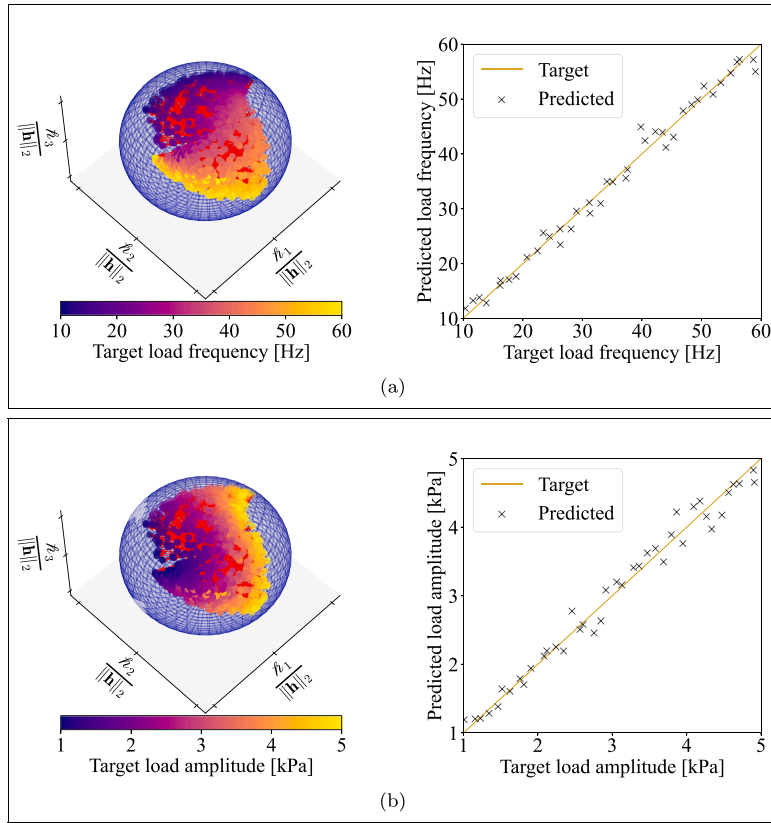 ℏ₃ / ‖𝐡‖₂
ℏ₂ / ‖𝐡‖₂
ℏ₁ / ‖𝐡‖₂
10 20 30 40 50 60
Target load frequency [Hz]
Predicted load frequency [Hz]
60
50
40
30
20
10
Target
Predicted
10 20 30 40 50 60
Target load frequency [Hz]
(a)
ℏ₃ / ‖𝐡‖₂
ℏ₂ / ‖𝐡‖₂
ℏ₁ / ‖𝐡‖₂
1 2 3 4 5
Target load amplitude [kPa]
Predicted load amplitude [kPa]
5
4
3
2
1
Target
Predicted
1 2 3 4 5
Target load amplitude [kPa]
(b)